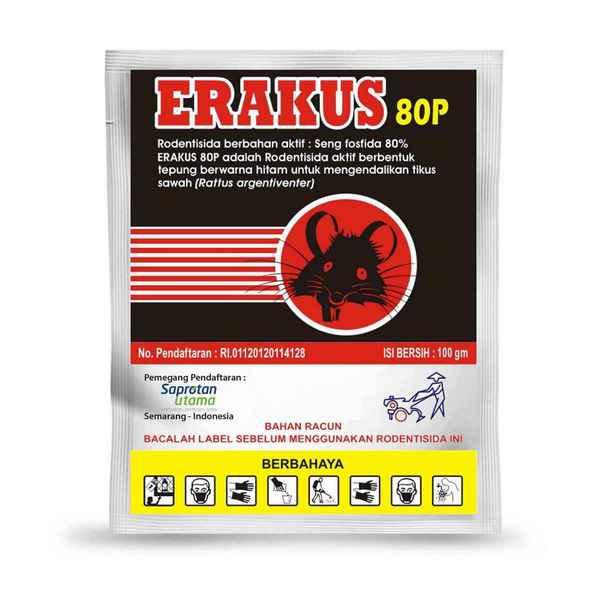 ERAKUS 80P
Rodentisida berbahan aktif : Seng fosfida 80%
ERAKUS 80P adalah Rodentisida aktif berbentuk
tepung berwarna hitam untuk mengendalikan tikus
sawah (Rattus argentiventer)
No. Pendaftaran : RI.01120120114128
ISI BERSIH : 100 gm
Pemegang Pendaftaran :
Saprotan
utama
Semarang - Indonesia
BAHAN RACUN
BACALAH LABEL SEBELUM MENGGUNAKAN RODENTISIDA INI
BERBAHAYA